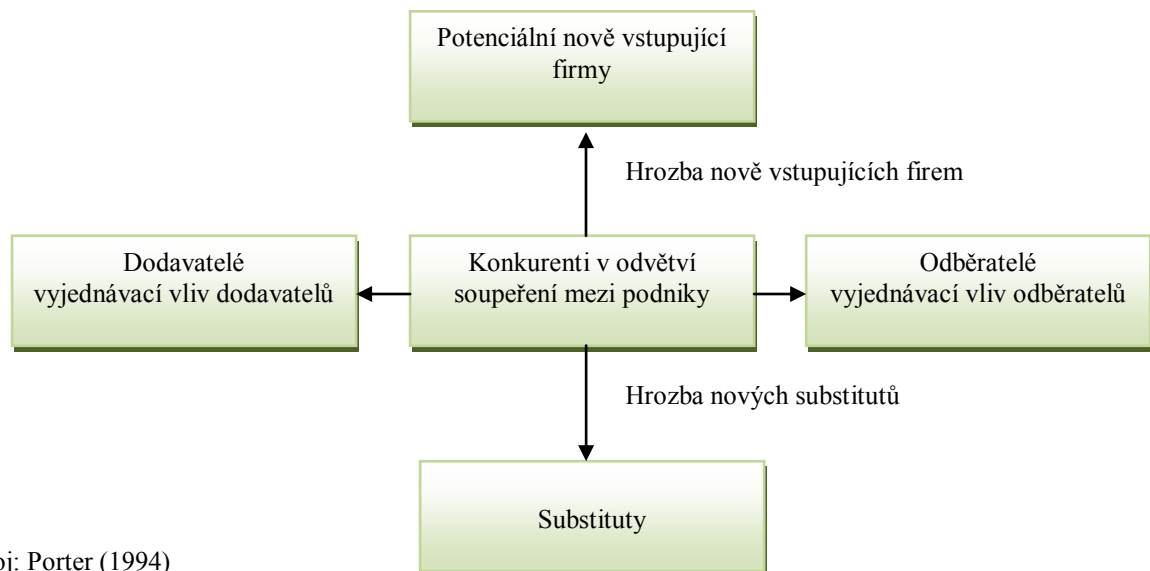 Potenciální nově vstupující
firmy
Hrozba nově vstupujících firem
Dodavatelé
vyjednávací vliv dodavatelů
Konkurenti v odvětví
soupeření mezi podniky
Odběratelé
vyjednávací vliv odběratelů
Hrozba nových substitutů
Substituty
oj: Porter (1994)